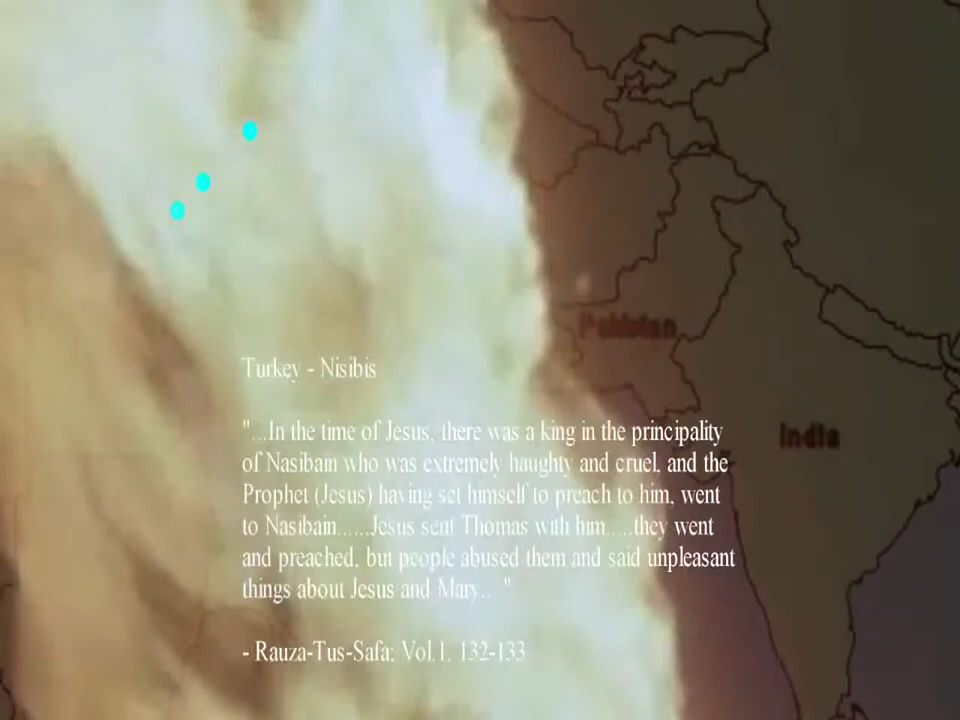 Pakistan
India
Turkey - Nisibis
"...In the time of Jesus, there was a king in the principality
of Nasibain who was extremely haughty and cruel, and the
Prophet (Jesus) having set himself to preach to him, went
to Nasibain......Jesus sent Thomas with him.....they went
and preached, but people abused them and said unpleasant
things about Jesus and Mary..."
- Rauza-Tus-Safa: Vol.1, 132-133